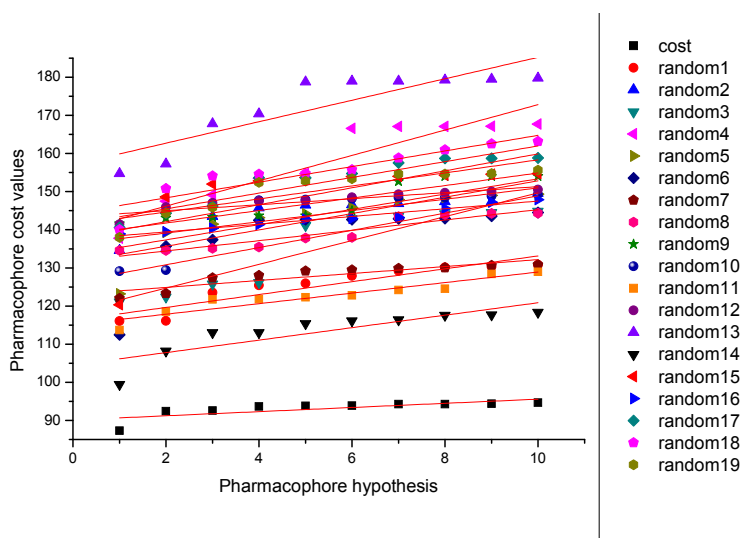 180
170
160
150
140
130
120
110
100
90
Pharmacophore cost values
0
2
4
6
8
10
Pharmacophore hypothesis
cost
random1
random2
random3
random4
random5
random6
random7
random8
random9
random10
random11
random12
random13
random14
random15
random16
random17
random18
random19